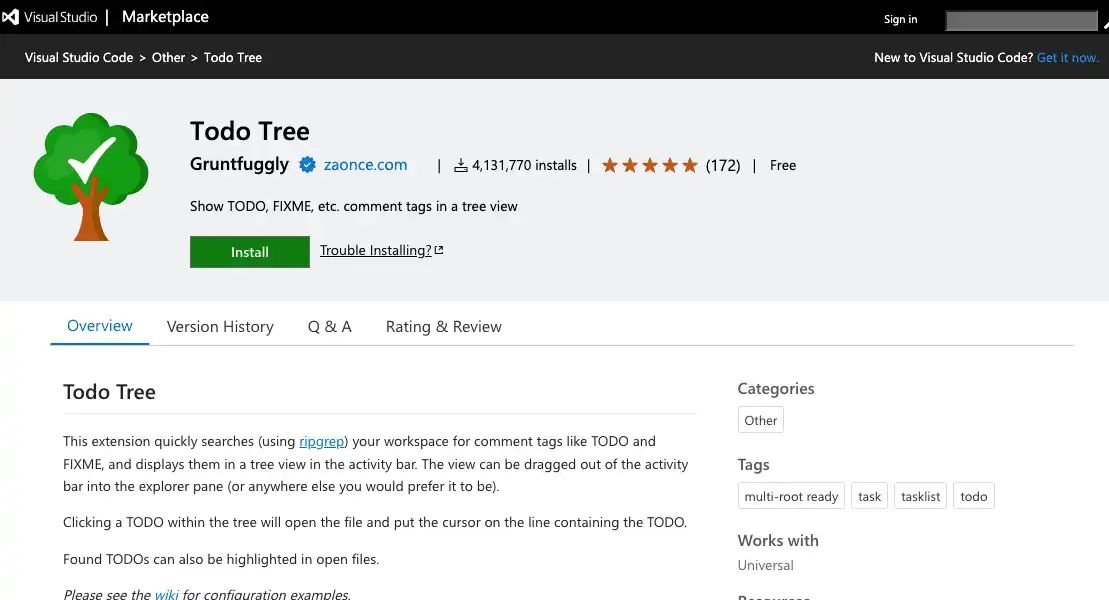 Visual Studio | Marketplace
Sign in
Visual Studio Code > Other > Todo Tree
New to Visual Studio Code? Get it now.
Todo Tree
Gruntfuggly zaonce.com | 4,131,770 installs | (172) | Free
Show TODO, FIXME, etc. comment tags in a tree view
Install Trouble Installing?
Overview Version History Q & A Rating & Review
Todo Tree
This extension quickly searches (using ripgrep) your workspace for comment tags like TODO and
FIXME, and displays them in a tree view in the activity bar. The view can be dragged out of the activity
bar into the explorer pane (or anywhere else you would prefer it to be).
Clicking a TODO within the tree will open the file and put the cursor on the line containing the TODO.
Found TODOs can also be highlighted in open files.
Please see the wiki for configuration examples.
Categories
Other
Tags
multi-root ready task tasklist todo
Works with
Universal
Resources